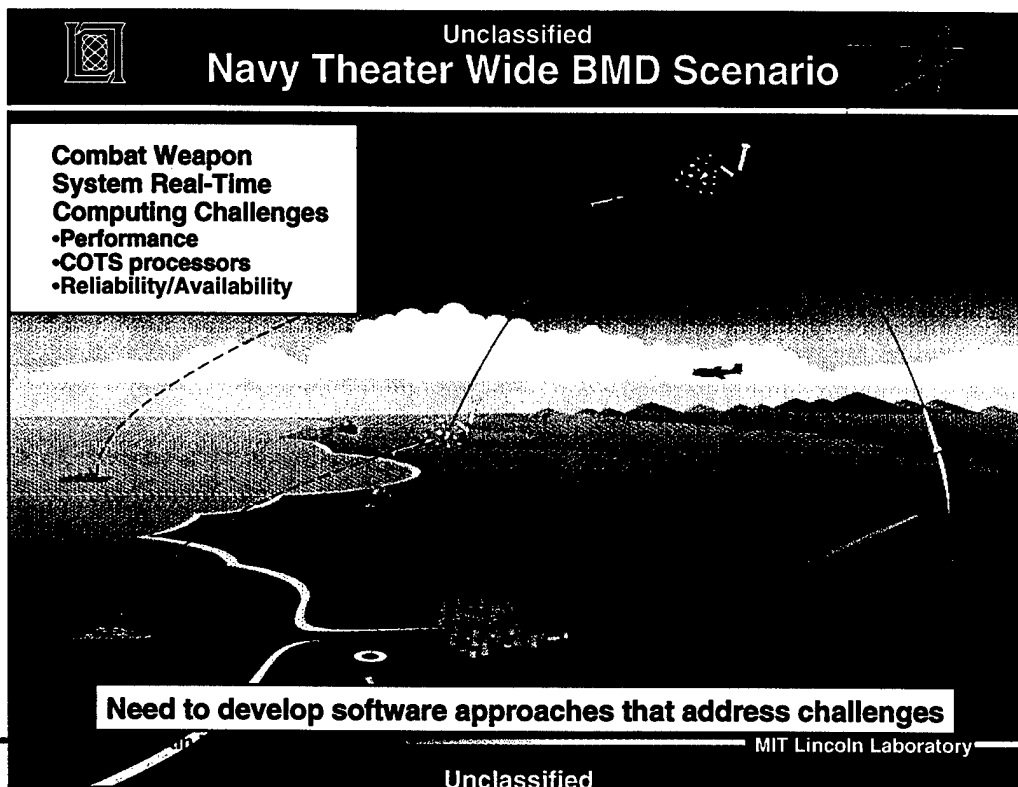 Unclassified
Navy Theater Wide BMD Scenario
Combat Weapon
System Real-Time
Computing Challenges
•Performance
•COTS processors
•Reliability/Availability
Need to develop software approaches that address challenges
MIT Lincoln Laboratory
Unclassified